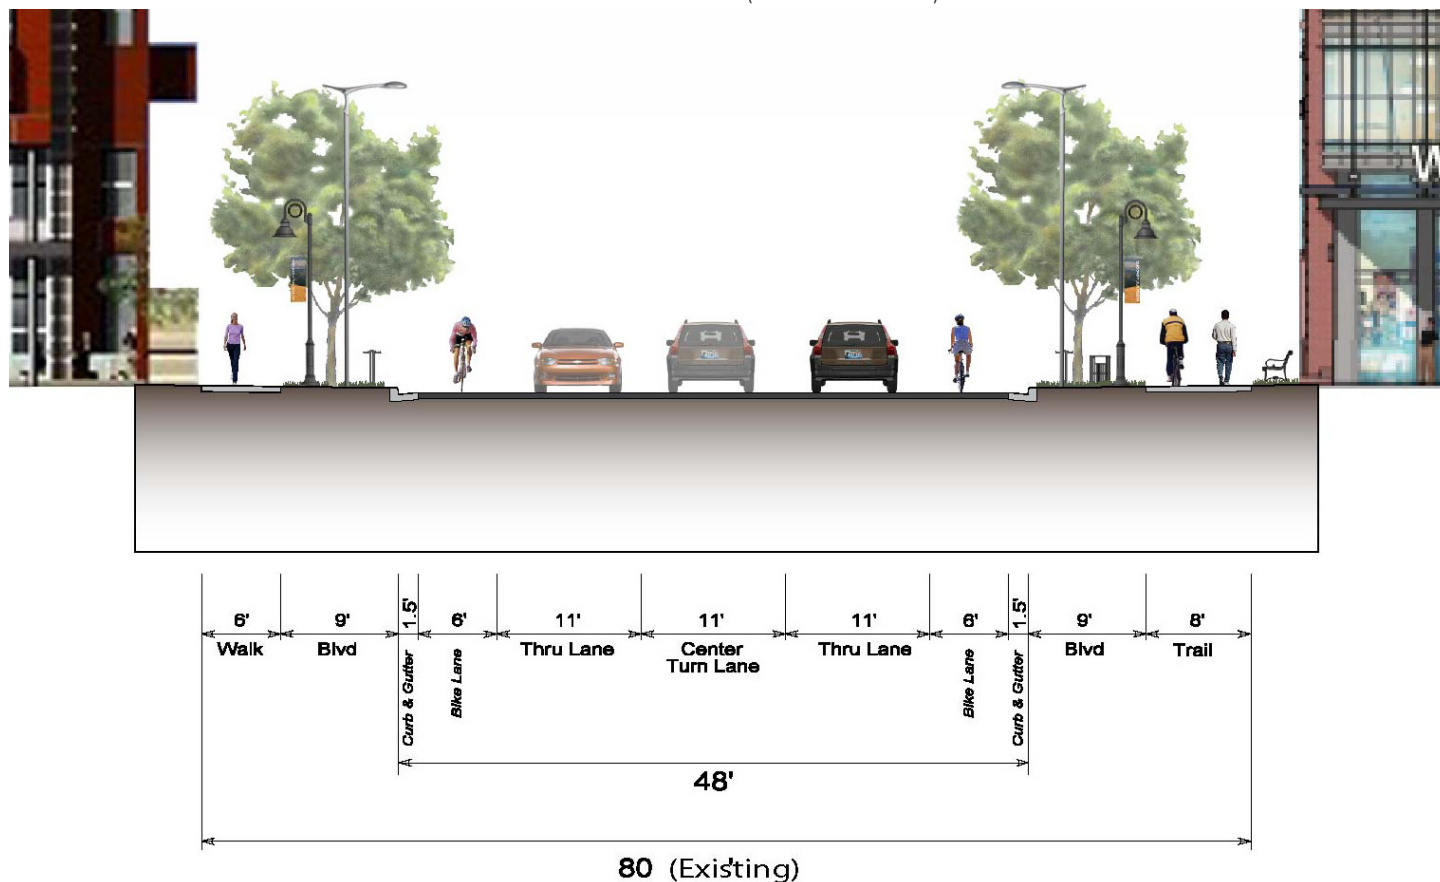 6'
9'
1.5'
6'
11'
11'
11'
6'
1.5'
9'
8'
Walk
Blvd
Curb & Gutter
Bike Lane
Thru Lane
Center
Turn Lane
Thru Lane
Bike Lane
Curb & Gutter
Blvd
Trail
48'
80' (Existing)
W